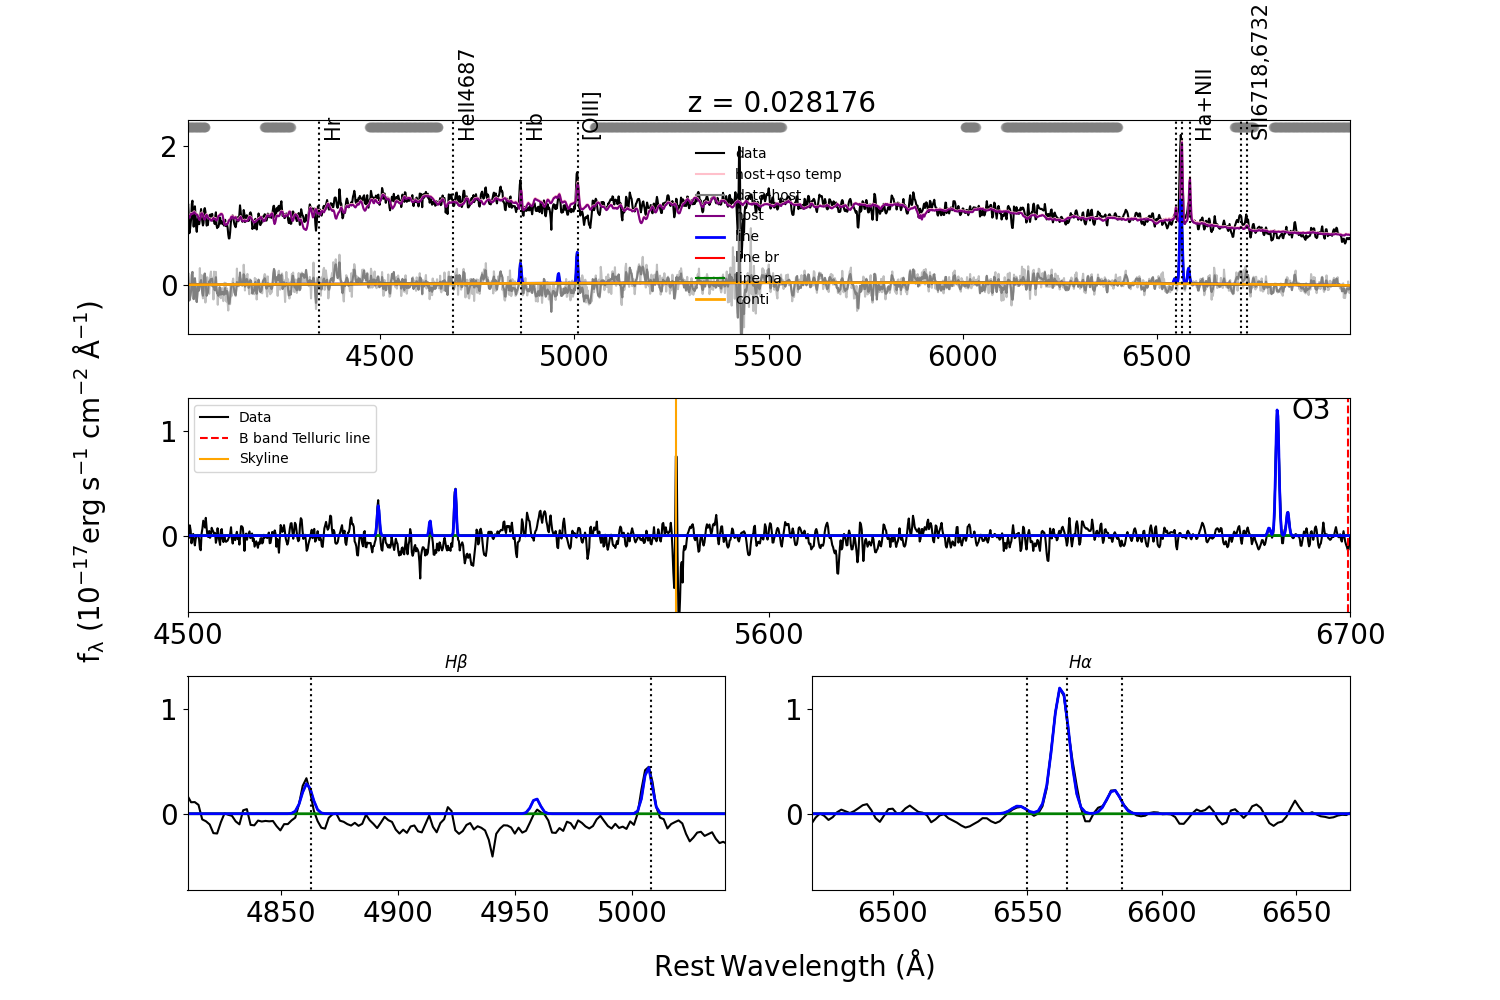 z = 0.028176
Hr
HeII4687
Hb
[OIII]
Ha+NII
SII6718,6732
data
host+qso temp
data-host
host
line
line br
line na
conti
2
0
4500 5000 5500 6000 6500
f_λ (10^−17 erg s^−1 cm^−2 Å^−1)
Data
B band Telluric line
Skyline
O3
1
0
4500 5600 6700
Hβ
1
0
4850 4900 4950 5000
Hα
1
0
6500 6550 6600 6650
Rest Wavelength (Å)